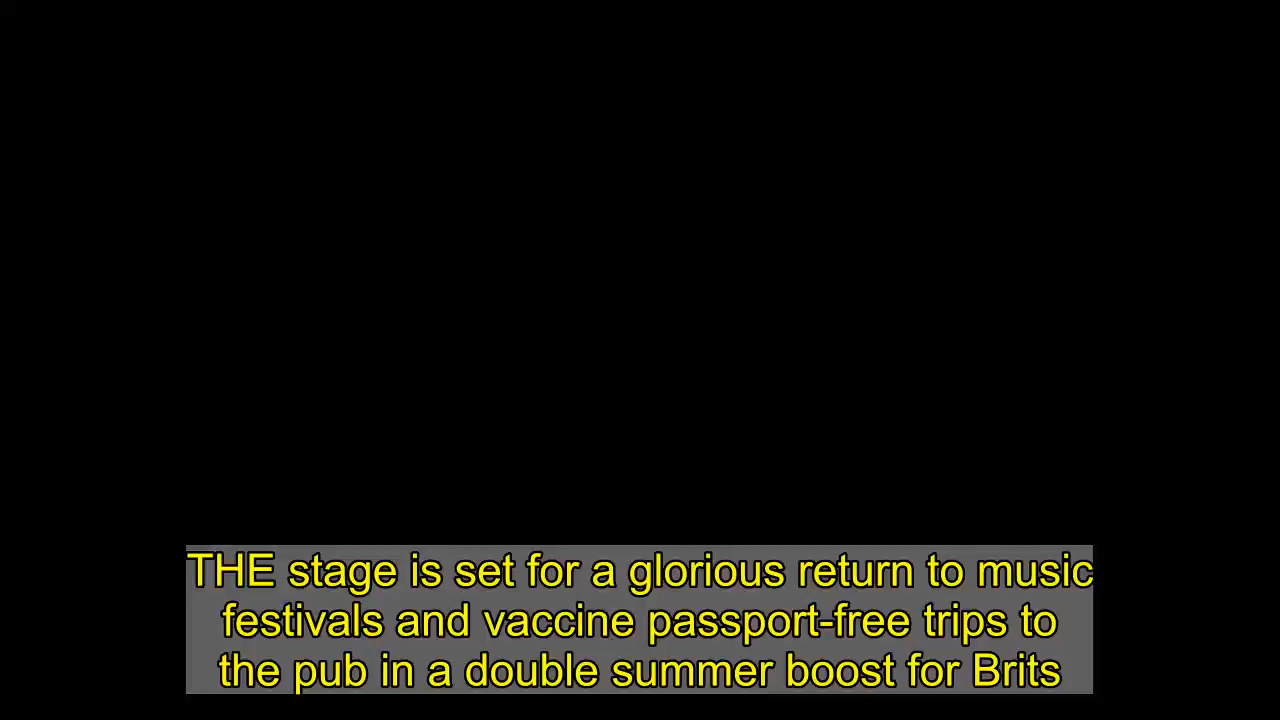 THE stage is set for a glorious return to music
festivals and vaccine passport-free trips to
the pub in a double summer boost for Brits